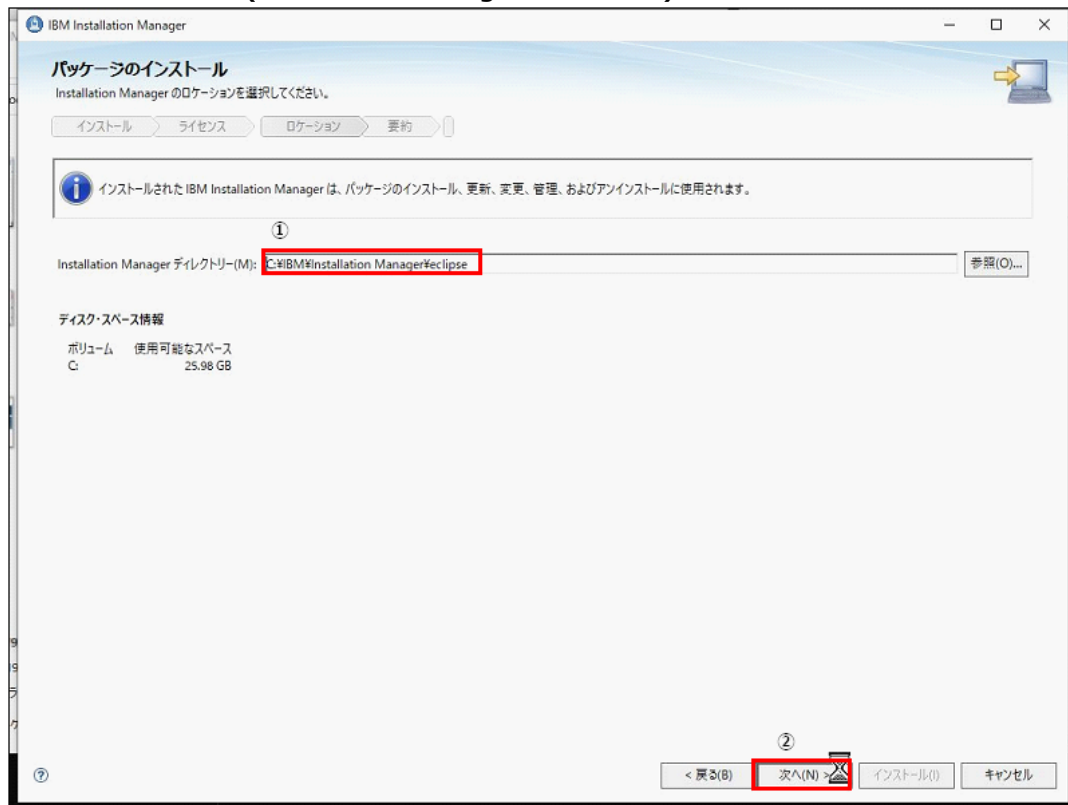 IBM Installation Manager
パッケージのインストール
Installation Manager のロケーションを選択してください。
インストール ライセンス ロケーション 要約
インストールされた IBM Installation Manager は、パッケージのインストール、更新、変更、管理、およびアンインストールに使用されます。
①
Installation Manager ディレクトリー(M): C:¥IBM¥Installation Manager¥eclipse 参照(O)...
ディスク・スペース情報
ボリューム 使用可能なスペース
C: 25.98 GB
②
< 戻る(B) 次へ(N) > インストール(I) キャンセル